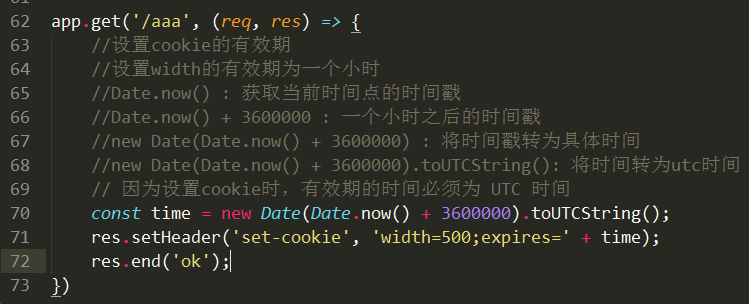 62 app.get('/aaa', (req, res) => {
63 //设置cookie的有效期
64 //设置width的有效期为一个小时
65 //Date.now() : 获取当前时间点的时间戳
66 //Date.now() + 3600000 : 一个小时之后的时间戳
67 //new Date(Date.now() + 3600000) : 将时间戳转为具体时间
68 //new Date(Date.now() + 3600000).toUTCString(): 将时间转为utc时间
69 // 因为设置cookie时，有效期的时间必须为 UTC 时间
70 const time = new Date(Date.now() + 3600000).toUTCString();
71 res.setHeader('set-cookie', 'width=500;expires=' + time);
72 res.end('ok');
73 })